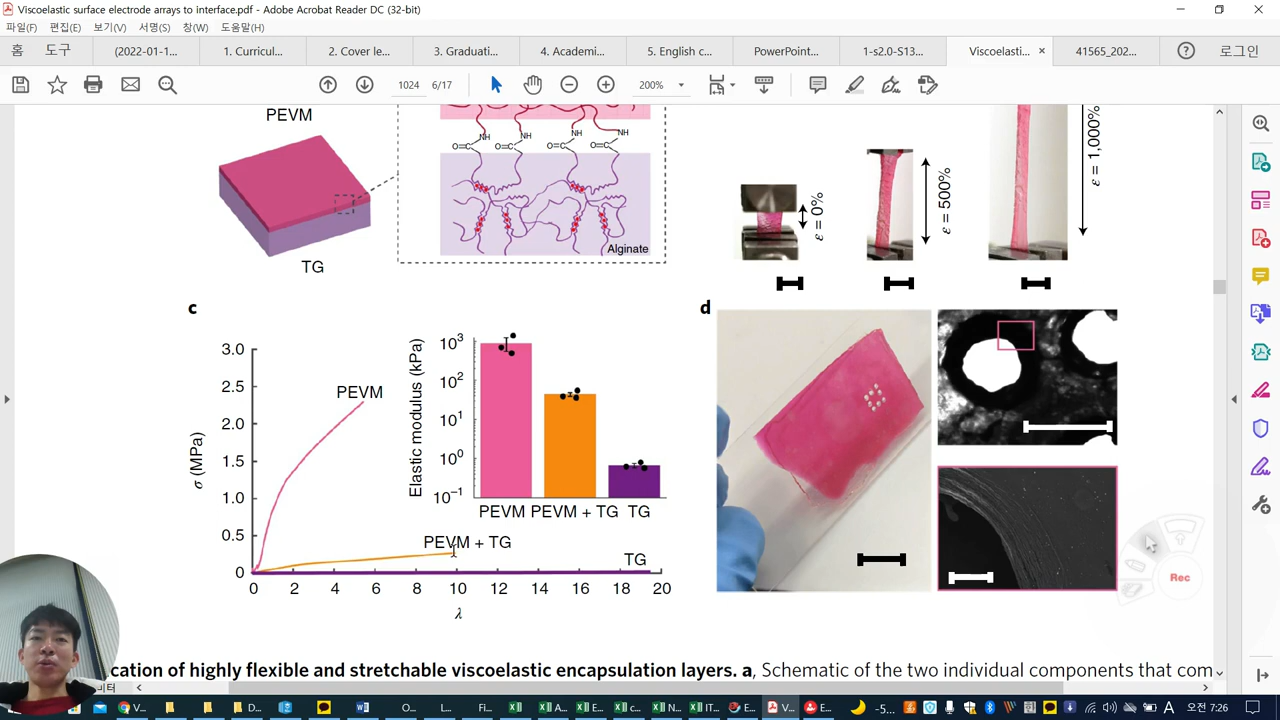 Viscoelastic surface electrode arrays to interface.pdf - Adobe Acrobat Reader DC (32-bit)
파일(F) 편집(E) 보기(V) 서명(S) 창(W) 도움말(H)
홈 도구 (2022-01-1... 1. Curricul... 2. Cover le... 3. Graduati... 4. Academi... 5. English c... PowerPoint... 1-s2.0-S13... Viscoelasti... × 41565_202... 로그인
1024 6/17 200%
PEVM
NH NH NH NH
O=C O=C O=C O=C
Alginate
TG
ε = 0%
ε = 500%
ε = 1,000%
c
3.0
2.5
2.0
1.5
1.0
0.5
0
σ (MPa)
PEVM
PEVM + TG
TG
0 2 4 6 8 10 12 14 16 18 20
λ
Elastic modulus (kPa)
10³
10²
10¹
10⁰
10⁻¹
PEVM PEVM + TG TG
d
Rec
cation of highly flexible and stretchable viscoelastic encapsulation layers. a, Schematic of the two individual components that com
미터
오전 7:26